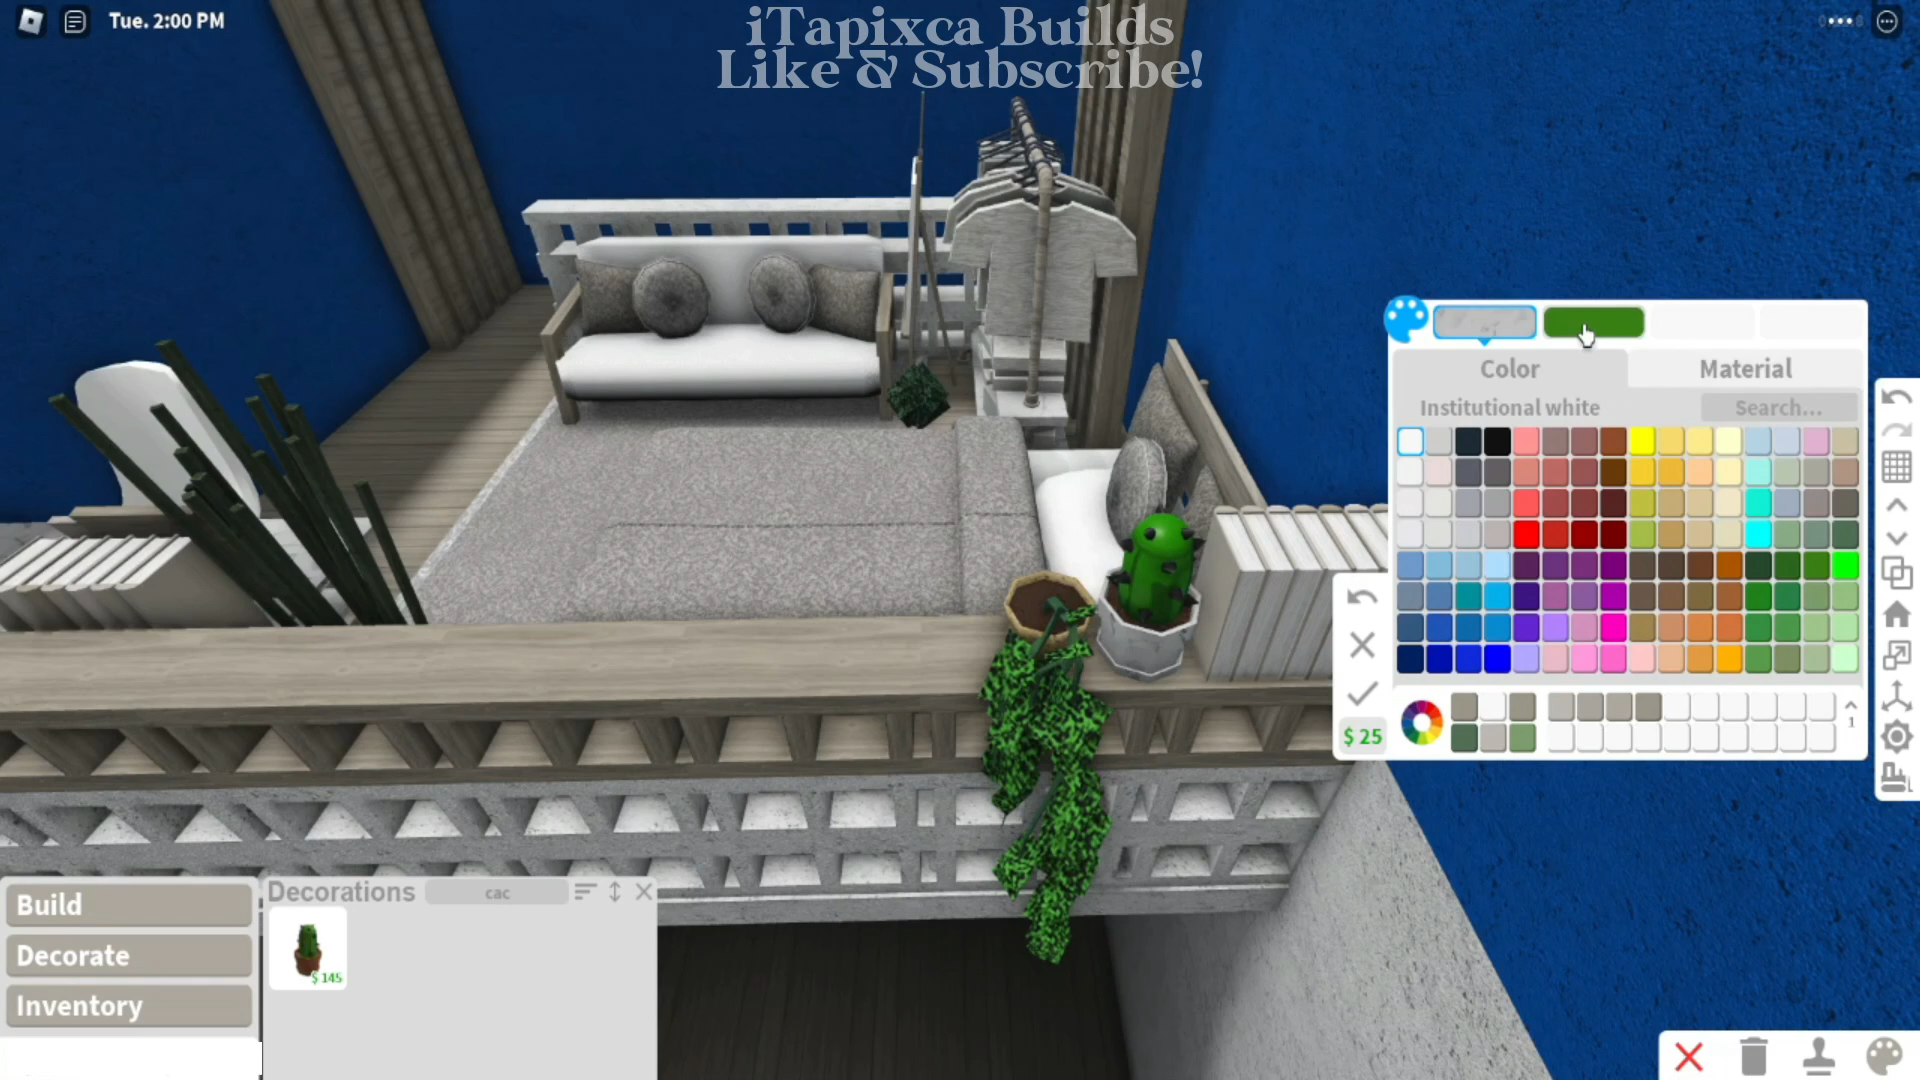 Tue. 2:00 PM
iTapixca Builds
Like & Subscribe!
Color
Material
Institutional white
Search...
1
$ 25
Build
Decorate
Inventory
Decorations
cac
$ 145